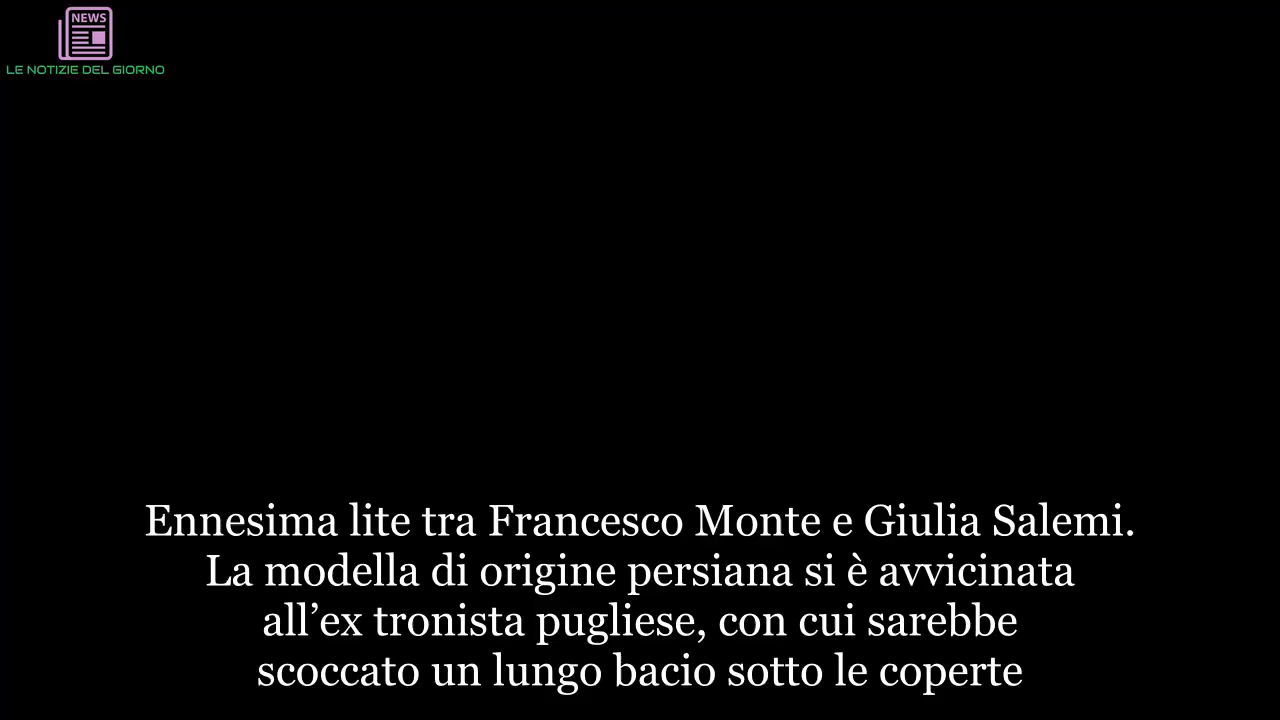 NEWS
LE NOTIZIE DEL GIORNO
Ennesima lite tra Francesco Monte e Giulia Salemi.
La modella di origine persiana si è avvicinata
all’ex tronista pugliese, con cui sarebbe
scoccato un lungo bacio sotto le coperte